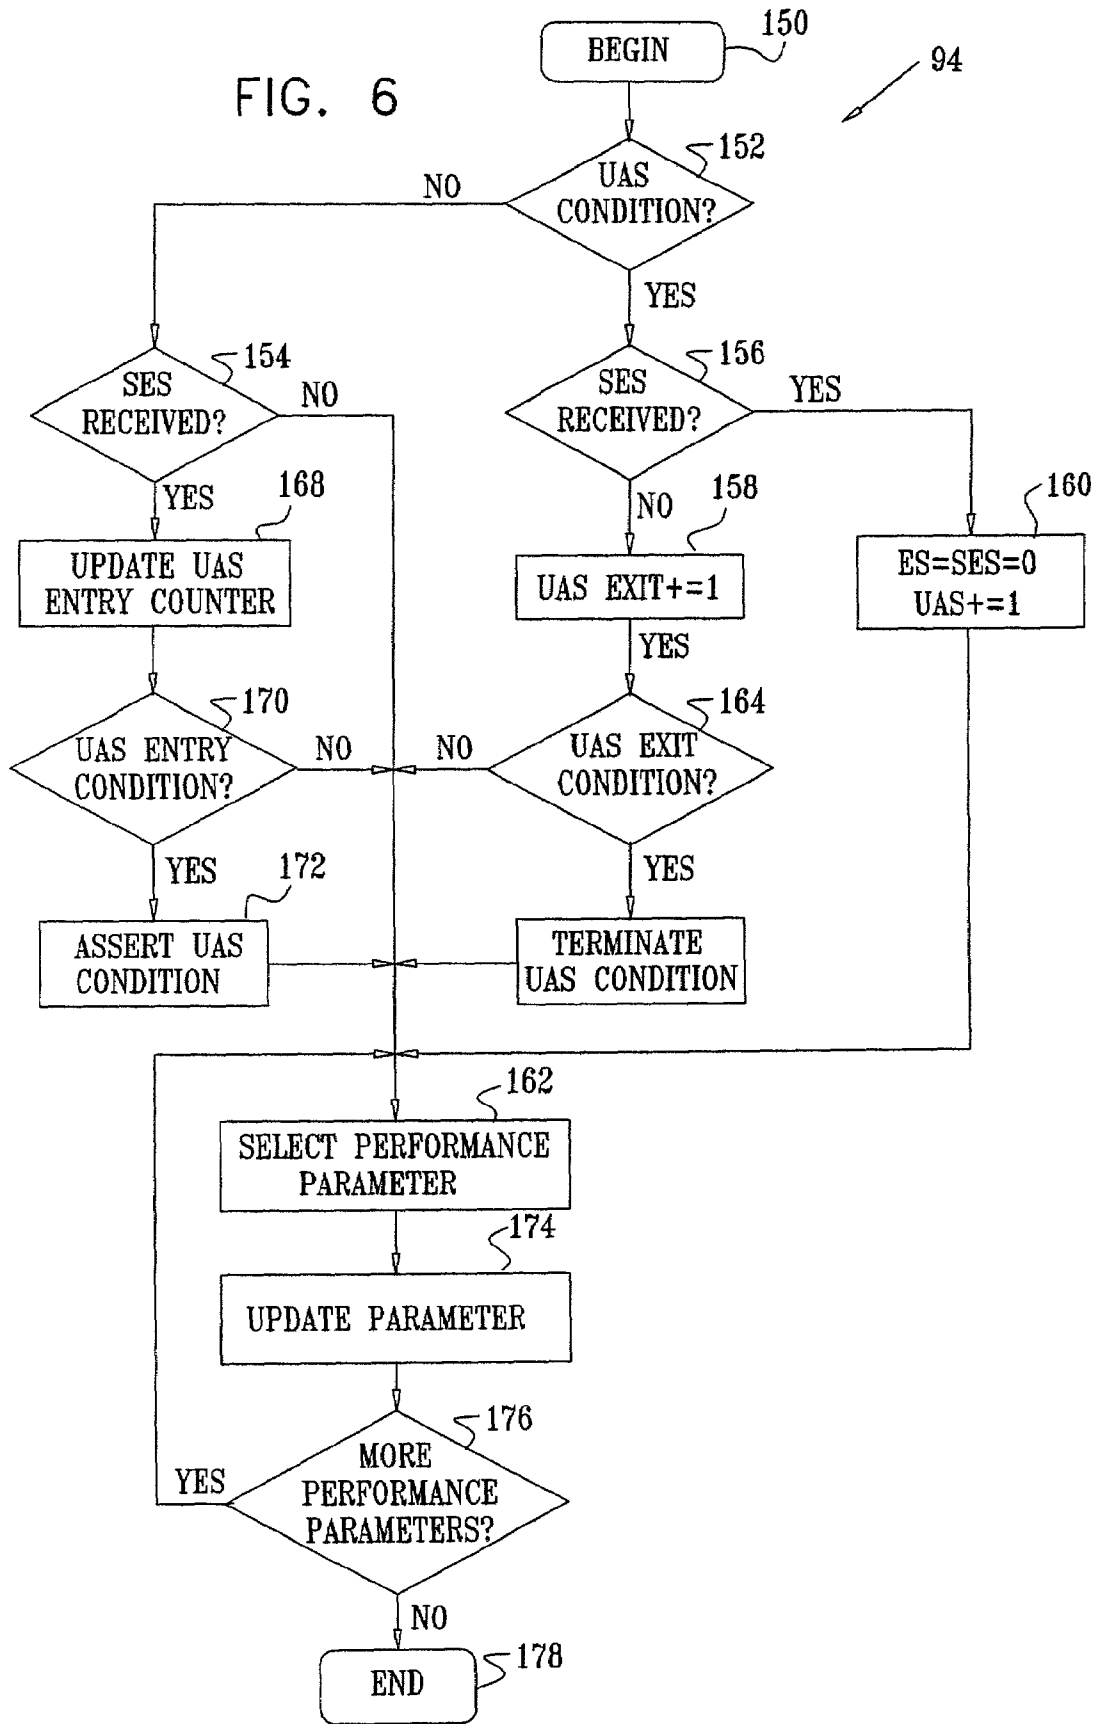 FIG. 6
BEGIN
150
94
UAS
CONDITION?
152
NO
YES
SES
RECEIVED?
154
NO
YES
SES
RECEIVED?
156
YES
NO
UPDATE UAS
ENTRY COUNTER
168
UAS EXIT+=1
158
YES
ES=SES=0
UAS+=1
160
UAS ENTRY
CONDITION?
170
NO
YES
UAS EXIT
CONDITION?
164
NO
YES
ASSERT UAS
CONDITION
172
TERMINATE
UAS CONDITION
SELECT PERFORMANCE
PARAMETER
162
UPDATE PARAMETER
174
MORE
PERFORMANCE
PARAMETERS?
176
YES
NO
END
178